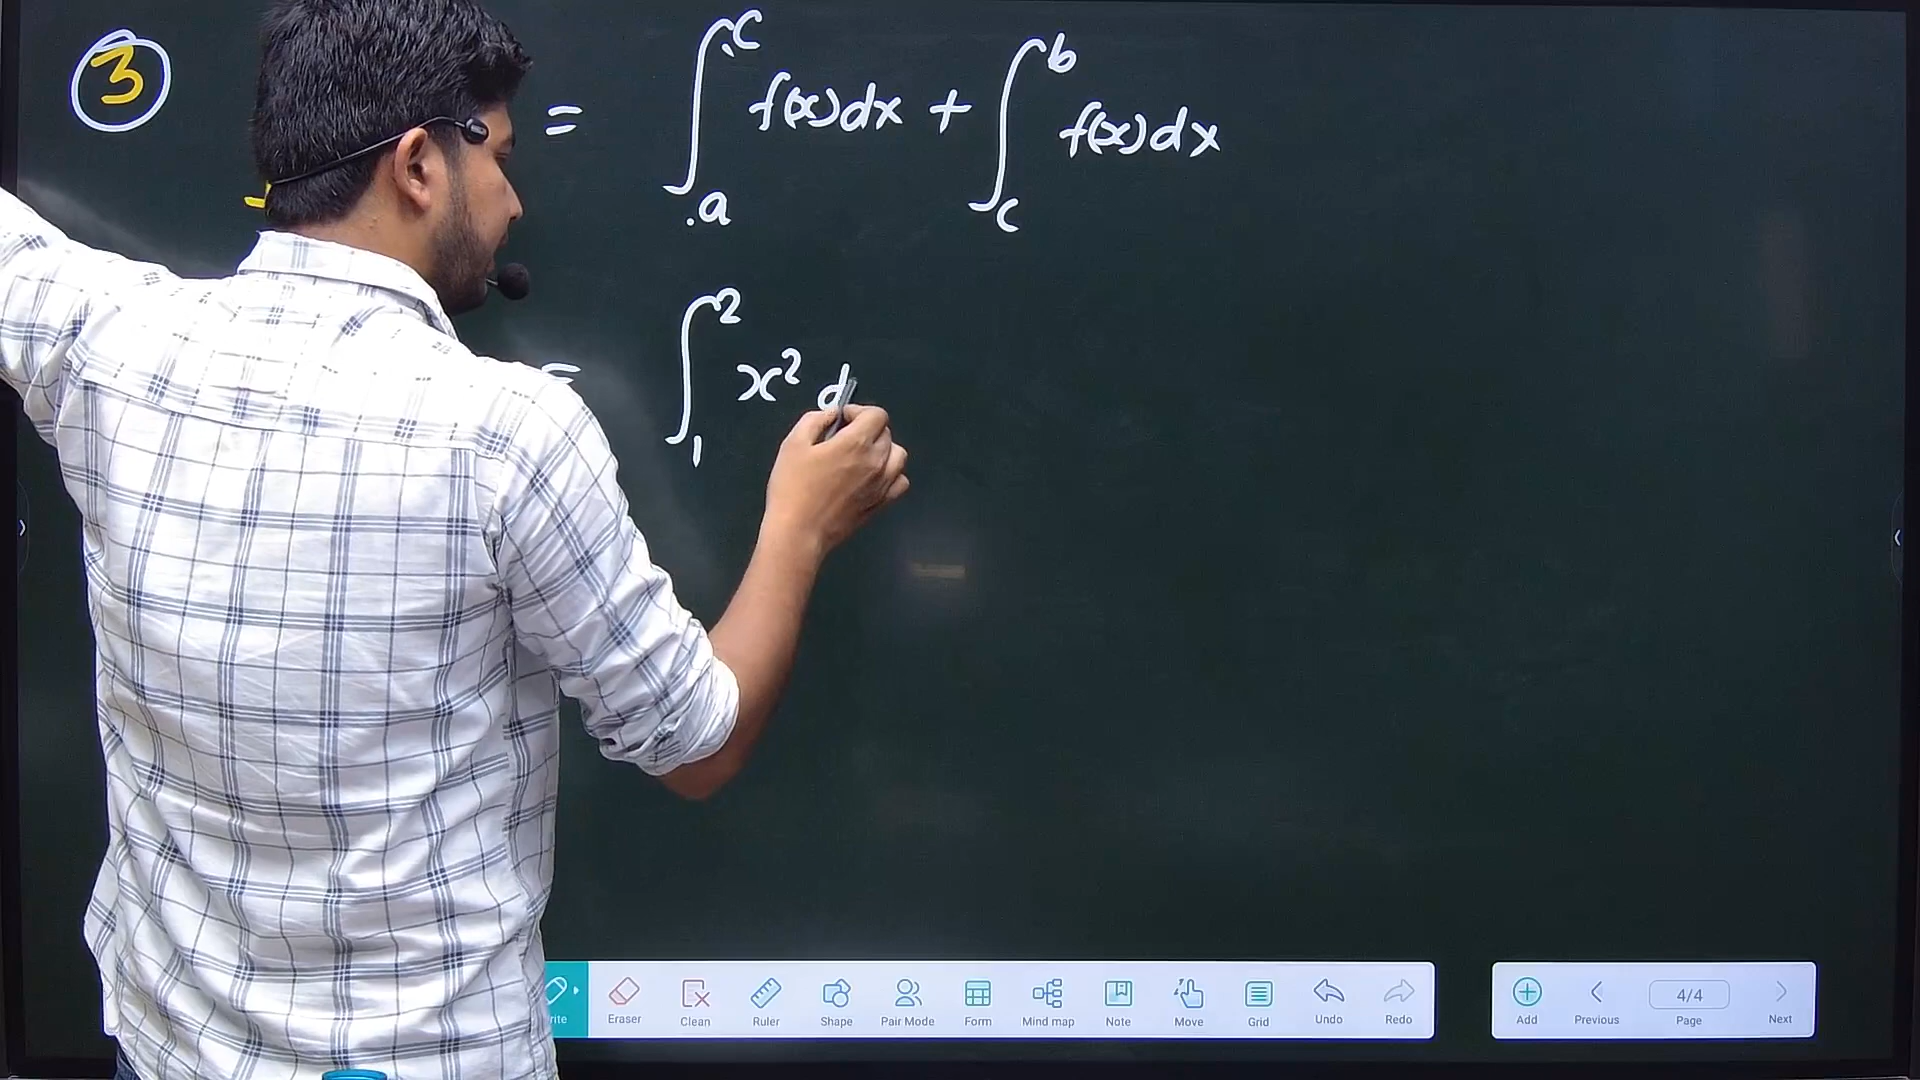 3 = ∫ₐᶜ f(x)dx + ∫꜀ᵇ f(x)dx
= ∫₁² x² d
Eraser Clean Ruler Shape Pair Mode Form Mind map Note Move Grid Undo Redo Add Previous 4/4 Page Next